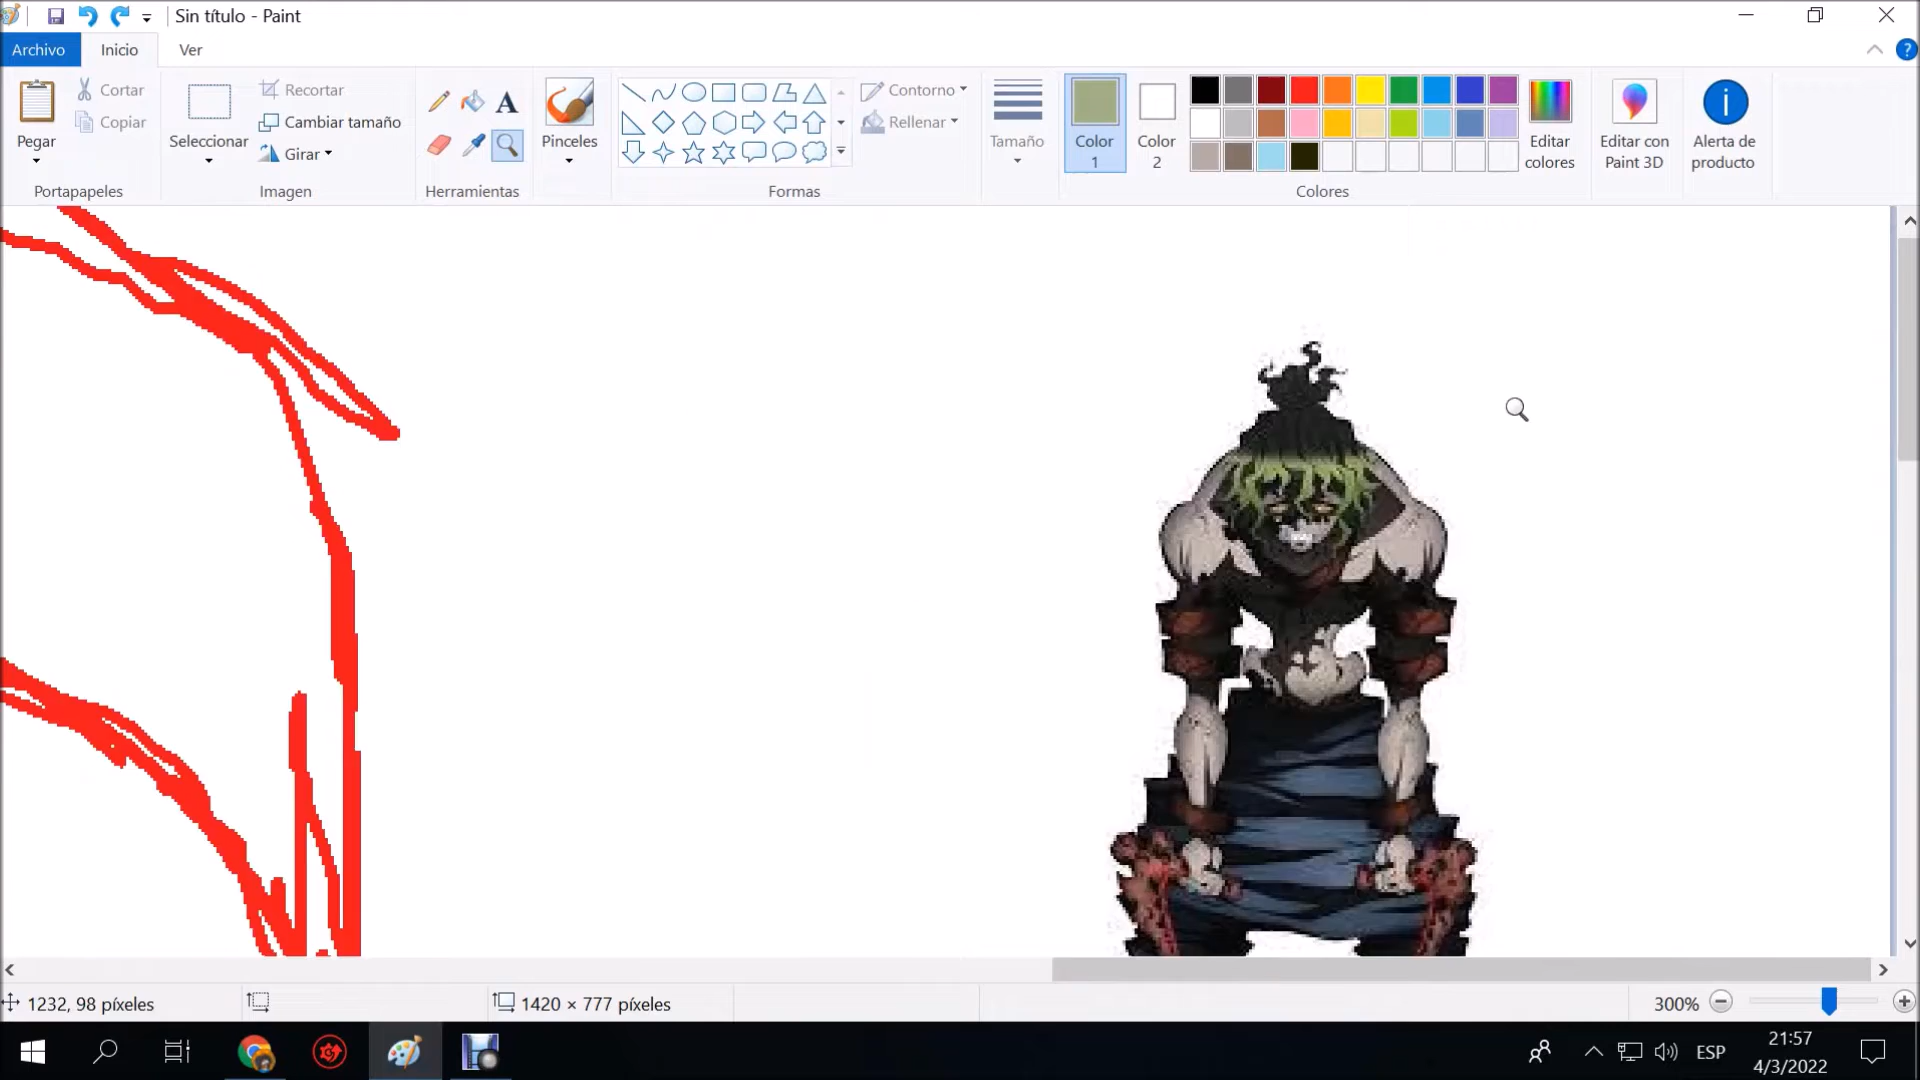 Sin título - Paint
Archivo
Inicio
Ver
Pegar
Cortar
Copiar
Portapapeles
Seleccionar
Recortar
Cambiar tamaño
Girar
Imagen
A
Herramientas
Pinceles
Contorno
Rellenar
Formas
Tamaño
Color
1
Color
2
Editar
colores
Colores
Editar con
Paint 3D
Alerta de
producto
1232, 98 píxeles
1420 × 777 píxeles
300%
ESP
21:57
4/3/2022